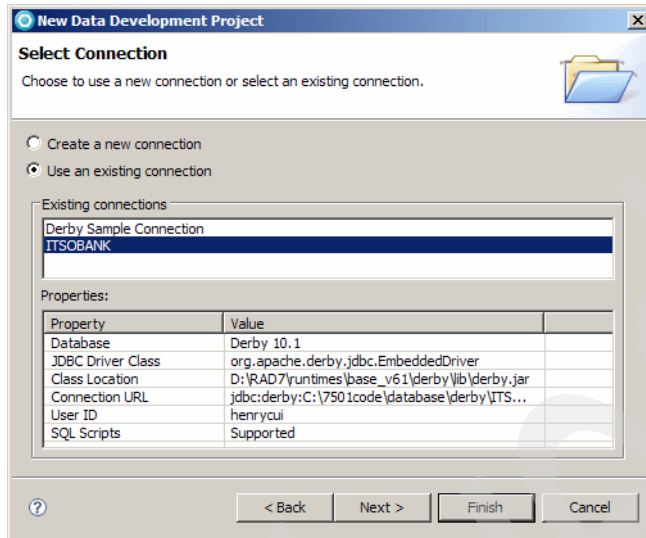 New Data Development Project
Select Connection
Choose to use a new connection or select an existing connection.
Create a new connection
Use an existing connection
Existing connections
Derby Sample Connection
ITSOBANK
Properties:
Property Value
Database Derby 10.1
JDBC Driver Class org.apache.derby.jdbc.EmbeddedDriver
Class Location D:\RAD7\runtimes\base_v61\derby\lib\derby.jar
Connection URL jdbc:derby:C:\7501code\database\derby\ITS...
User ID henrycui
SQL Scripts Supported
? < Back Next > Finish Cancel